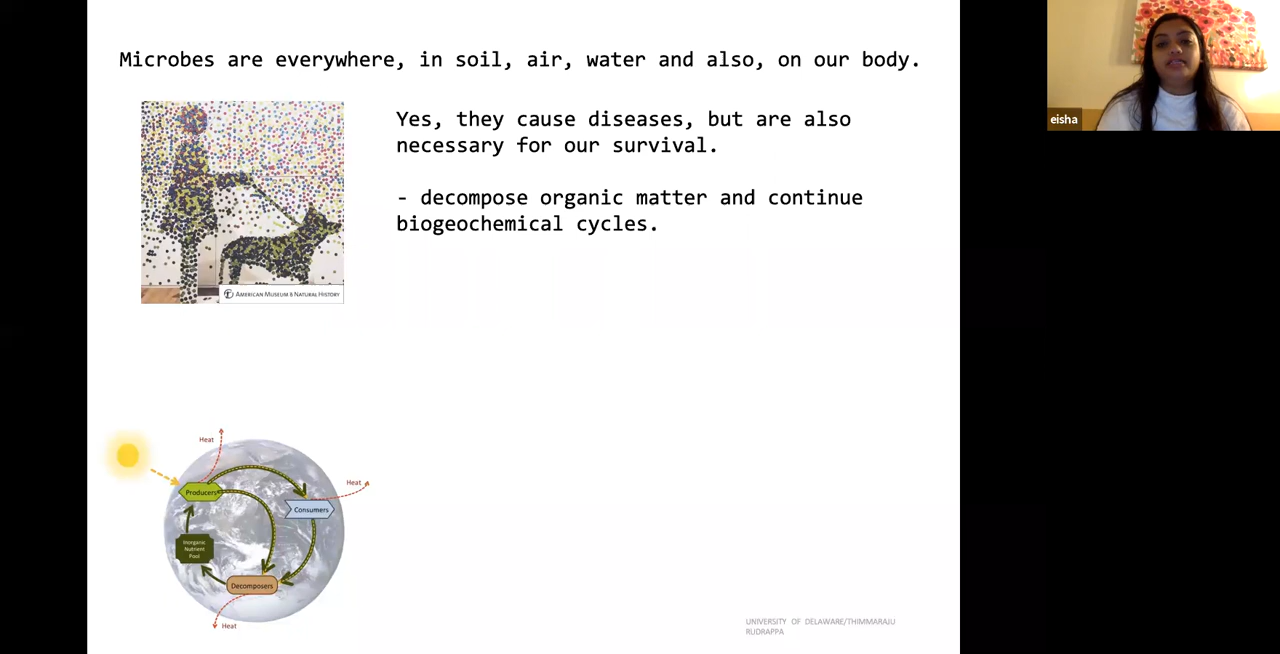 Microbes are everywhere, in soil, air, water and also, on our body.
Yes, they cause diseases, but are also
necessary for our survival.
- decompose organic matter and continue
biogeochemical cycles.
AMERICAN MUSEUM & NATURAL HISTORY
eisha
Heat
Heat
Producers
Consumers
Inorganic
Nutrient
Pool
Decomposers
Heat
UNIVERSITY OF DELAWARE/THIMMARAJU
RUDRAPPA